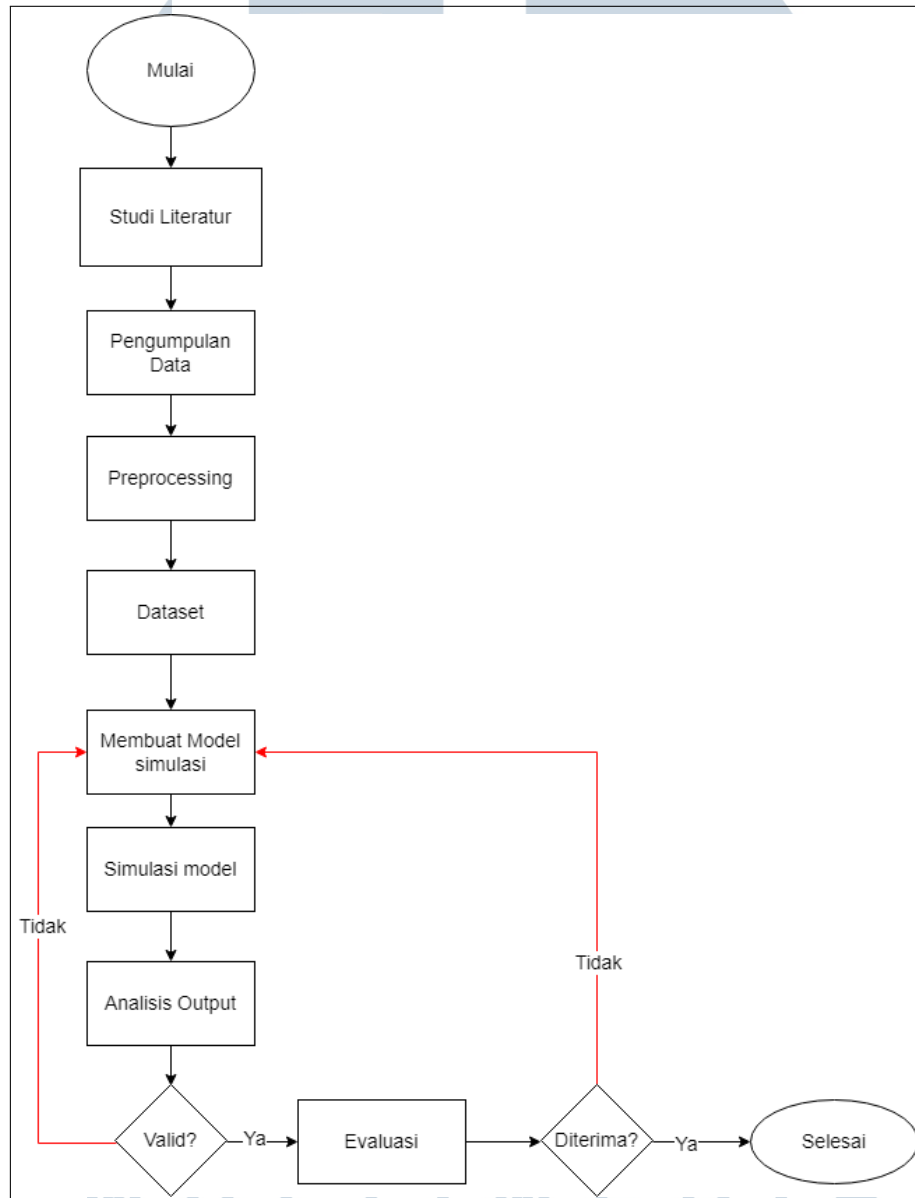 Mulai
Studi Literatur
Pengumpulan
Data
Preprocessing
Dataset
Membuat Model
simulasi
Simulasi model
Tidak
Tidak
Analisis Output
Valid?
Ya
Evaluasi
Diterima?
Ya
Selesai